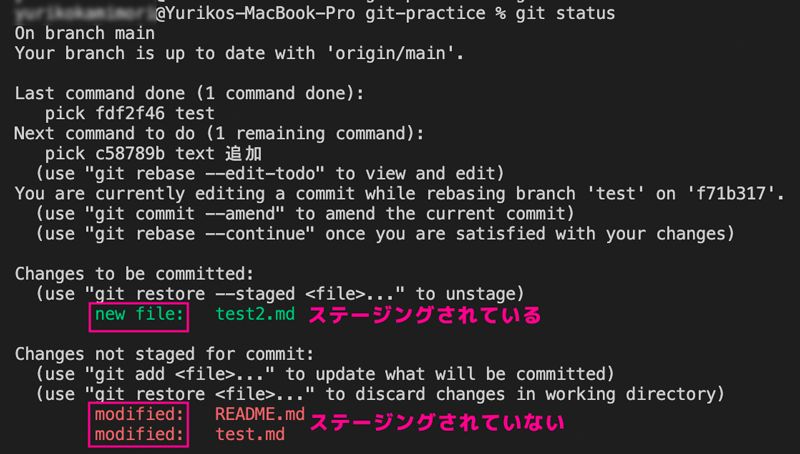 @Yurikos-MacBook-Pro git-practice % git status
On branch main
Your branch is up to date with 'origin/main'.
Last command done (1 command done):
pick fdf2f46 test
Next command to do (1 remaining command):
pick c58789b text 追加
(use "git rebase --edit-todo" to view and edit)
You are currently editing a commit while rebasing branch 'test' on 'f71b317'.
(use "git commit --amend" to amend the current commit)
(use "git rebase --continue" once you are satisfied with your changes)
Changes to be committed:
(use "git restore --staged <file>..." to unstage)
new file: test2.md ステージングされている
Changes not staged for commit:
(use "git add <file>..." to update what will be committed)
(use "git restore <file>..." to discard changes in working directory)
modified: README.md
ステージングされていない
modified: test.md